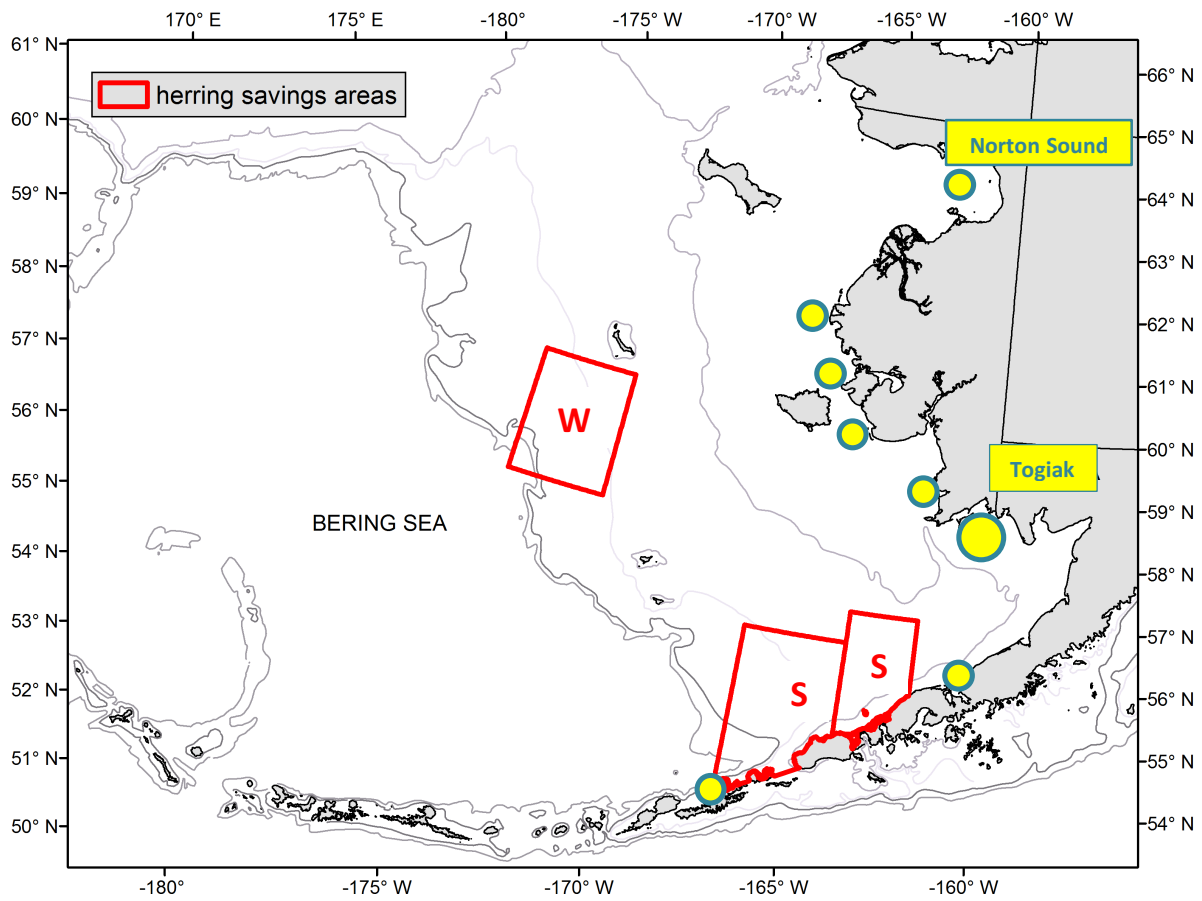 170° E 175° E -180° -175° W -170° W -165° W -160° W
61° N
herring savings areas
66° N
60° N
65° N
Norton Sound
59° N
64° N
58° N
63° N
57° N
62° N
61° N
56° N
W
60° N
55° N
Togiak
59° N
BERING SEA
54° N
58° N
53° N
57° N
S
S
52° N
56° N
51° N
55° N
50° N
54° N
-180° -175° W -170° W -165° W -160° W